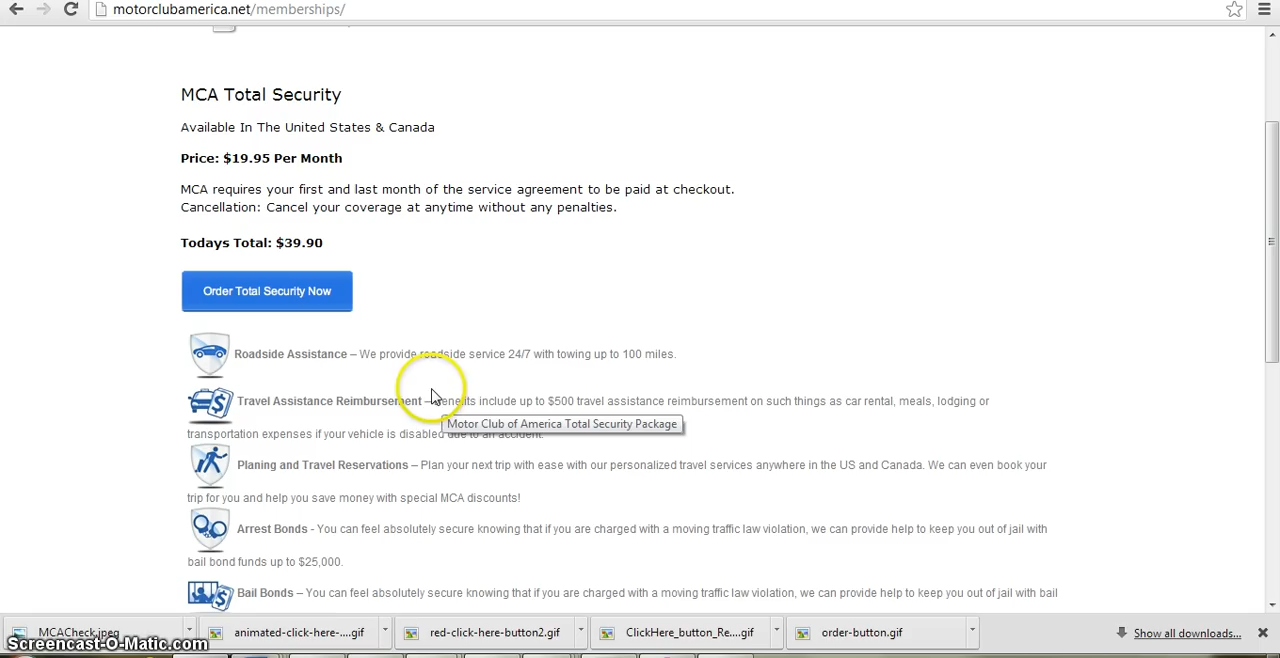 motorclubamerica.net/memberships/
MCA Total Security
Available In The United States & Canada
Price: $19.95 Per Month
MCA requires your first and last month of the service agreement to be paid at checkout.
Cancellation: Cancel your coverage at anytime without any penalties.
Todays Total: $39.90
Order Total Security Now
Roadside Assistance – We provide roadside service 24/7 with towing up to 100 miles.
Travel Assistance Reimbursement – Benefits include up to $500 travel assistance reimbursement on such things as car rental, meals, lodging or
Motor Club of America Total Security Package
transportation expenses if your vehicle is disabled due to an accident.
Planing and Travel Reservations – Plan your next trip with ease with our personalized travel services anywhere in the US and Canada. We can even book your
trip for you and help you save money with special MCA discounts!
Arrest Bonds - You can feel absolutely secure knowing that if you are charged with a moving traffic law violation, we can provide help to keep you out of jail with
bail bond funds up to $25,000.
Bail Bonds – You can feel absolutely secure knowing that if you are charged with a moving traffic law violation, we can provide help to keep you out of jail with bail
MCACheck.jpeg animated-click-here-....gif red-click-here-button2.gif ClickHere_button_Re....gif order-button.gif Show all downloads...
Screencast-O-Matic.com